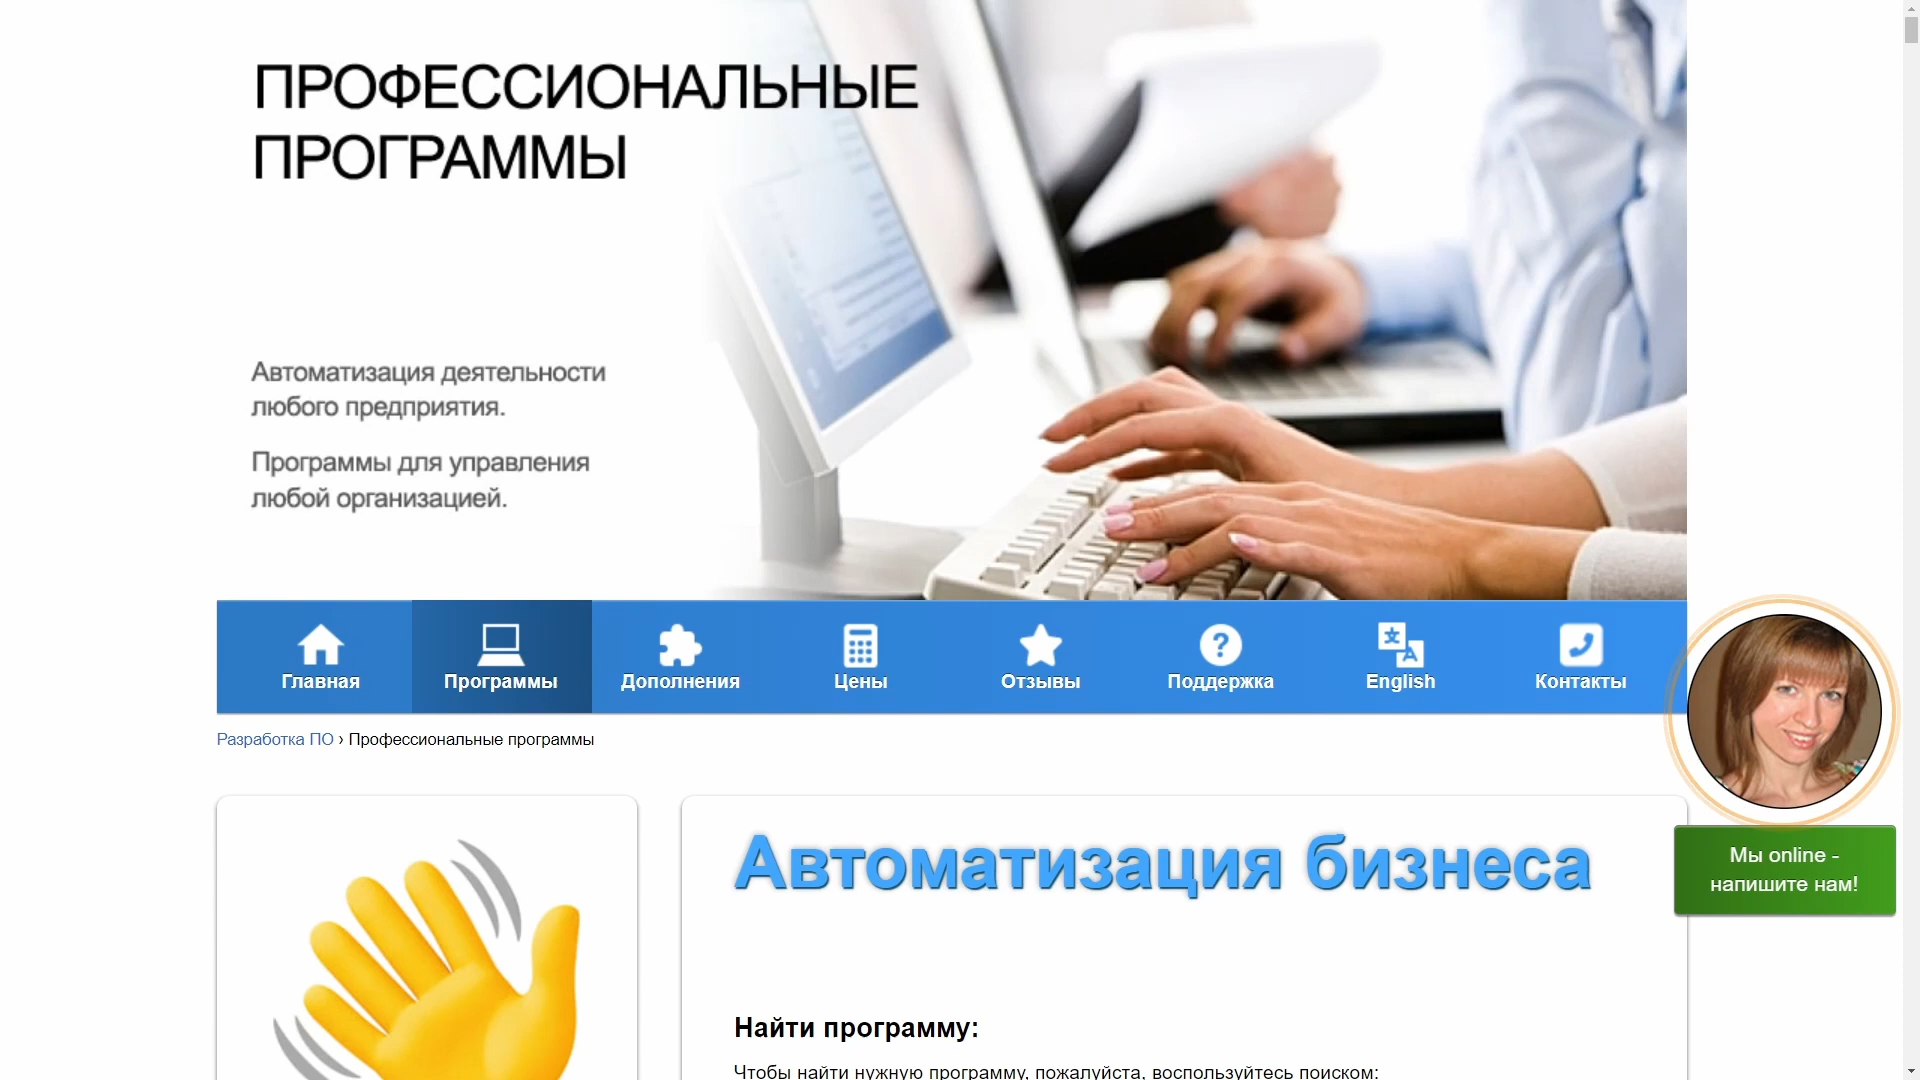 ПРОФЕССИОНАЛЬНЫЕ
ПРОГРАММЫ
Автоматизация деятельности
любого предприятия.
Программы для управления
любой организацией.
Главная
Программы
Дополнения
Цены
Отзывы
Поддержка
English
Контакты
Разработка ПО › Профессиональные программы
Мы online -
напишите нам!
Автоматизация бизнеса
Найти программу:
Чтобы найти нужную программу, пожалуйста, воспользуйтесь поиском: